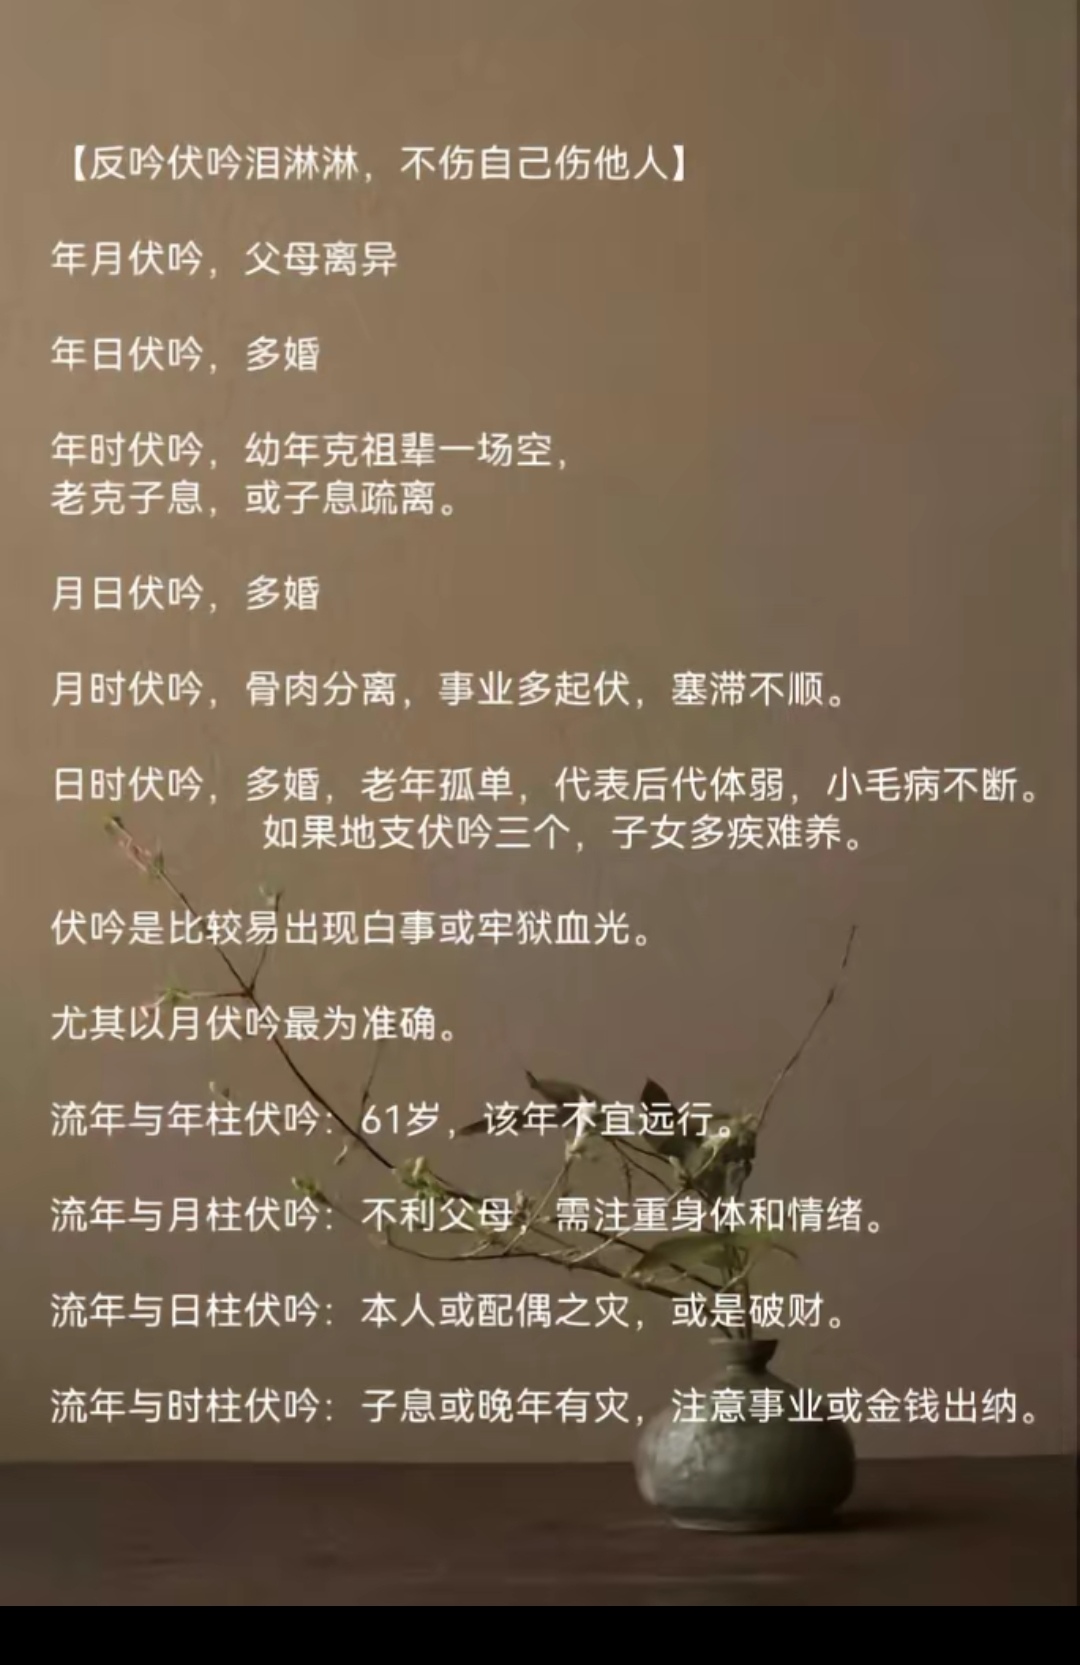 【反吟伏吟泪淋淋，不伤自己伤他人】
年月伏吟，父母离异
年日伏吟，多婚
年时伏吟，幼年克祖辈一场空，
老克子息，或子息疏离。
月日伏吟，多婚
月时伏吟，骨肉分离，事业多起伏，塞滞不顺。
日时伏吟，多婚，老年孤单，代表后代体弱，小毛病不断。
如果地支伏吟三个，子女多疾难养。
伏吟是比较易出现白事或牢狱血光。
尤其以月伏吟最为准确。
流年与年柱伏吟：61岁，该年不宜远行。
流年与月柱伏吟：不利父母，需注重身体和情绪。
流年与日柱伏吟：本人或配偶之灾，或是破财。
流年与时柱伏吟：子息或晚年有灾，注意事业或金钱出纳。